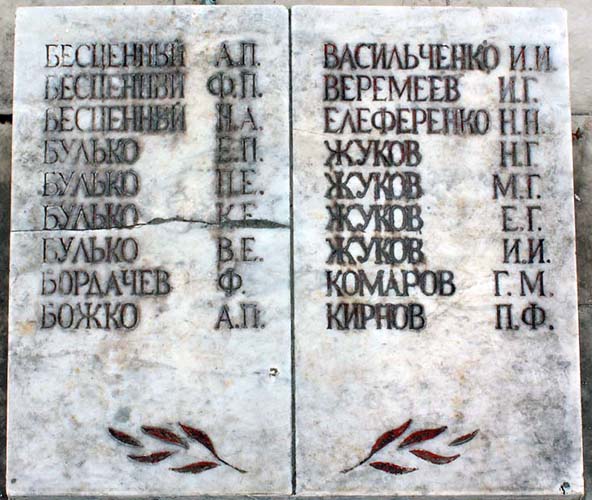 БЕСЦЕННЫЙ А.П.
БЕСЦЕННЫЙ Ф.П.
БЕСЦЕННЫЙ Н.А.
БУЛЬКО Е.П.
БУЛЬКО П.Е.
БУЛЬКО К.Е.
БУЛЬКО В.Е.
БОРДАЧЕВ Ф.
БОЖКО А.П.
ВАСИЛЬЧЕНКО И.И.
ВЕРЕМЕЕВ И.Г.
ЕЛЕФЕРЕНКО Н.Н.
ЖУКОВ Н.Г.
ЖУКОВ М.Г.
ЖУКОВ Е.Г.
ЖУКОВ И.И.
КОМАРОВ Г.М.
КИРНОВ П.Ф.